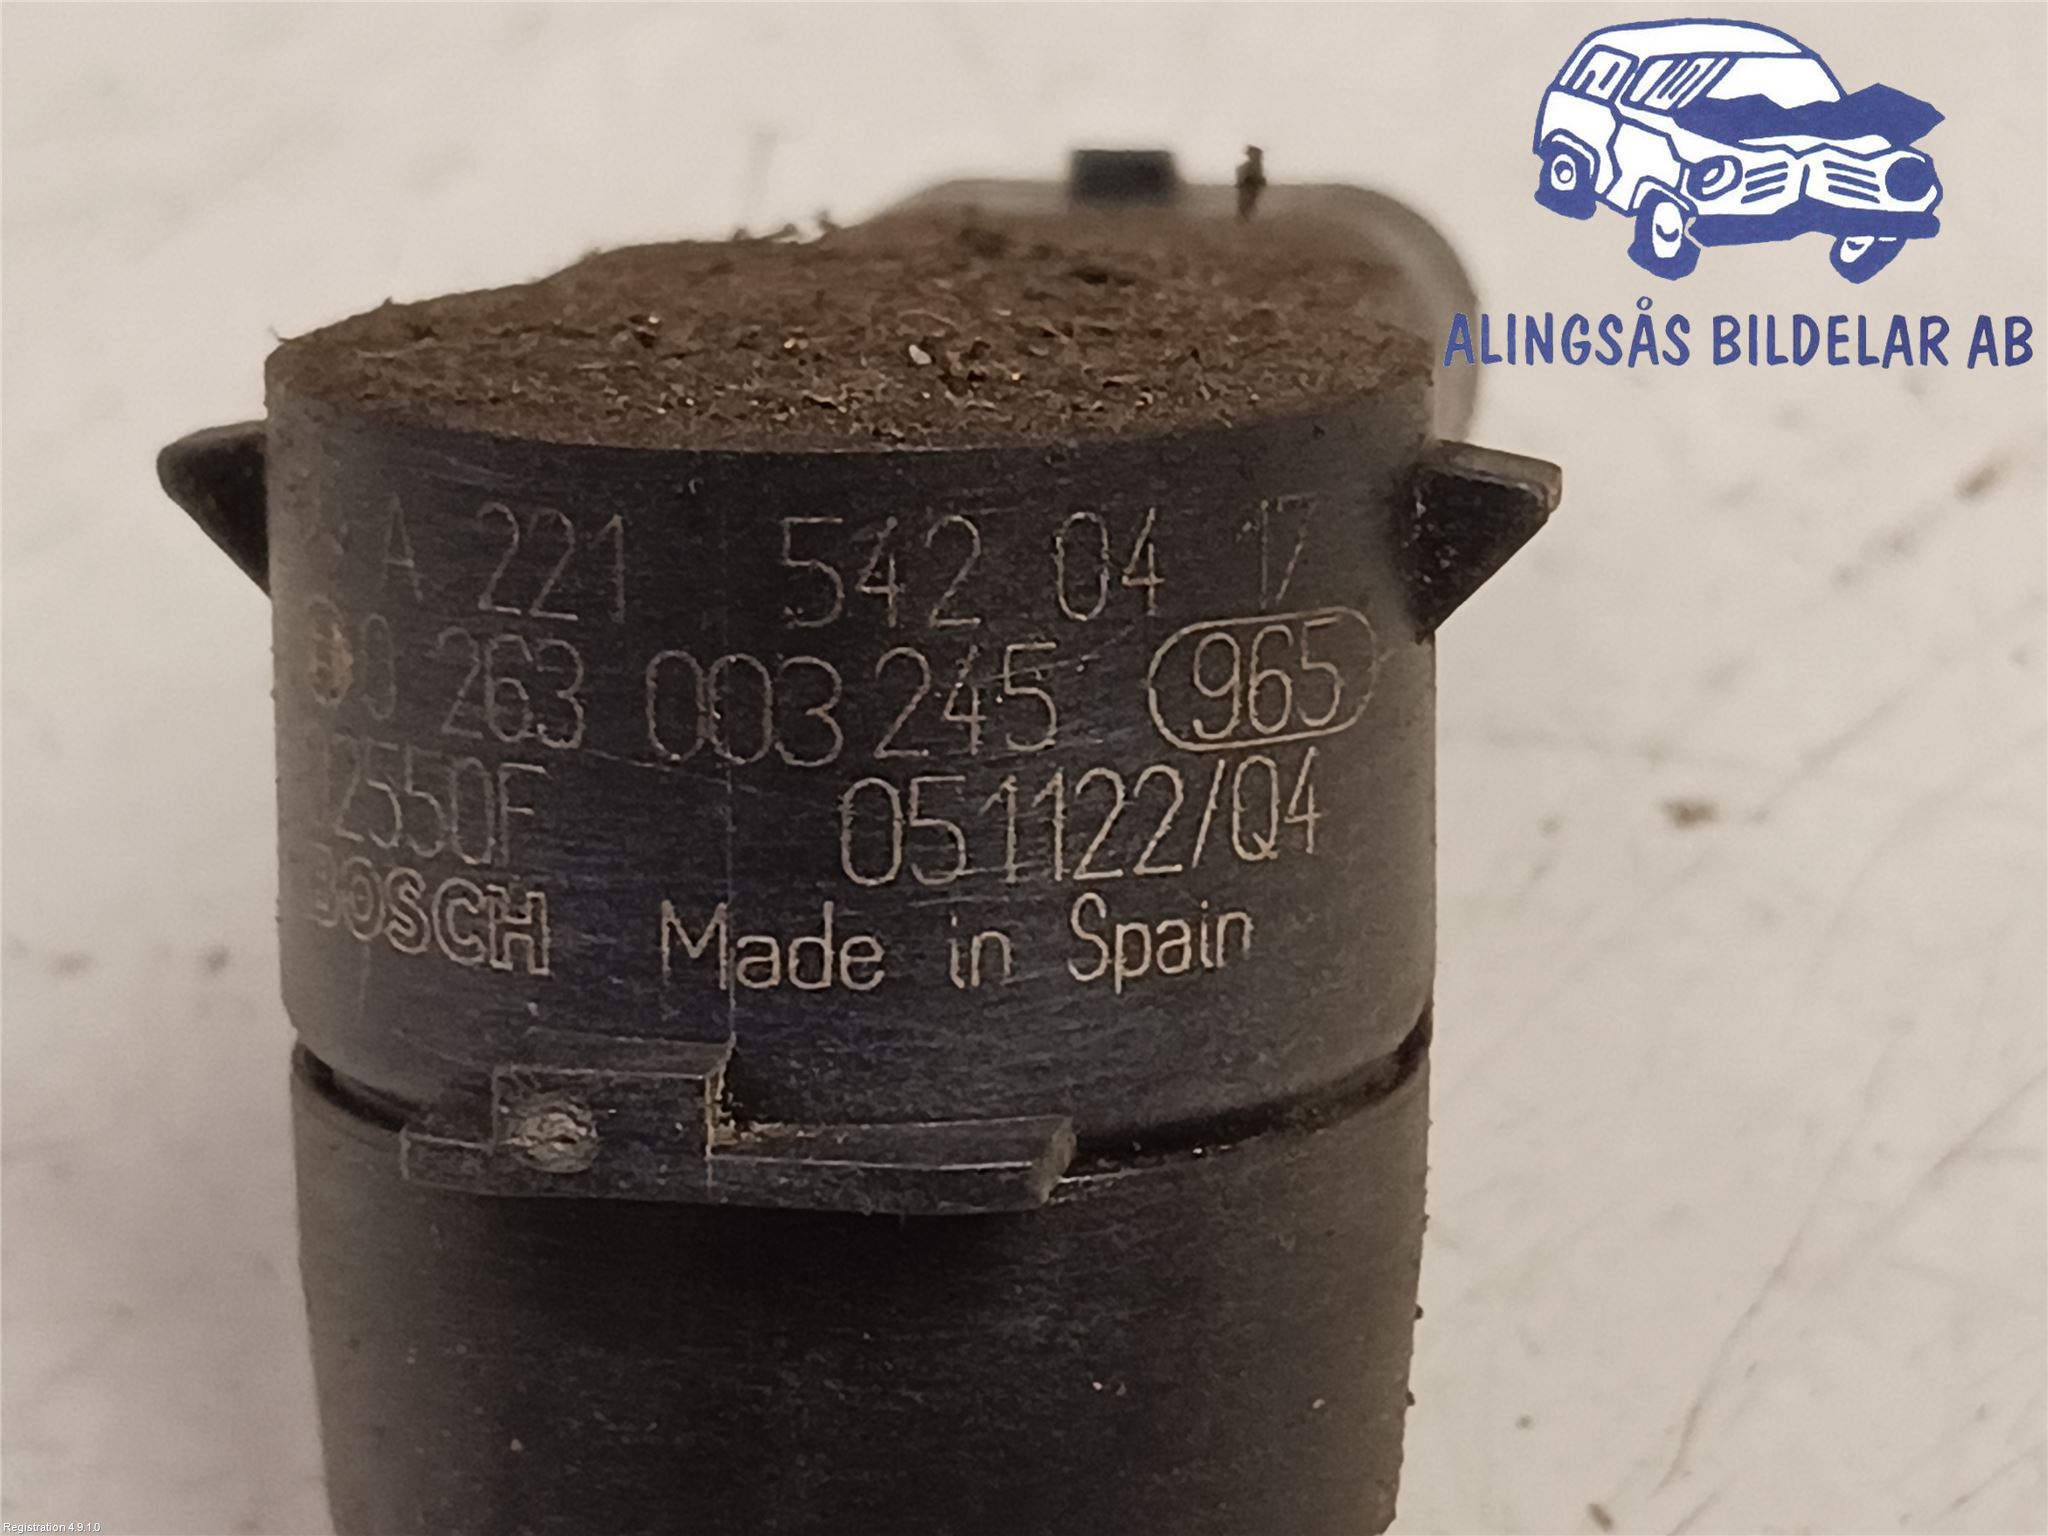 ALINGSÅS BILDELAR AB
A 221 542 04 17
0 263 003 245 965
12550F 051122/Q4
BOSCH Made in Spain
Registration 4.9.1.0